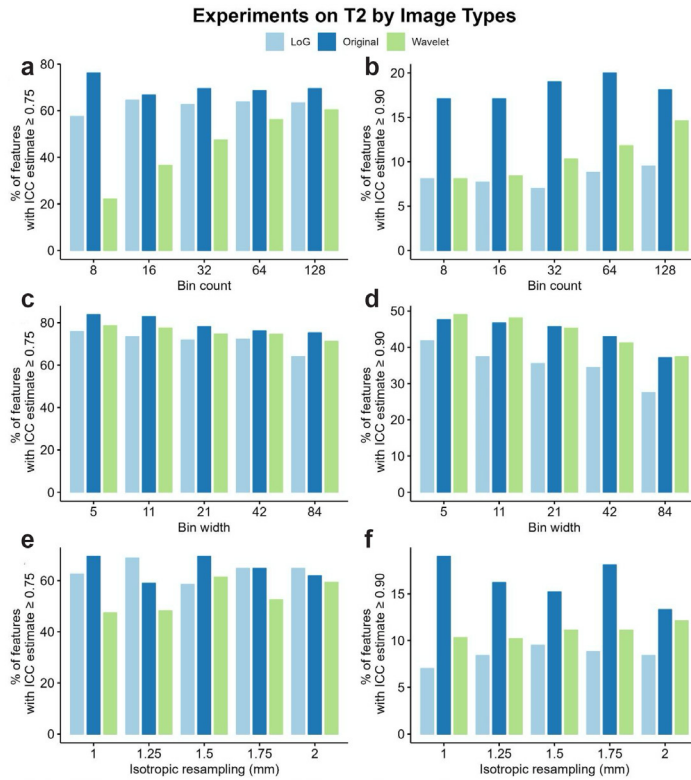 Experiments on T2 by Image Types
LoG Original Wavelet
a
% of features
with ICC estimate ≥ 0.75
80
60
40
20
0
8 16 32 64 128
Bin count
b
% of features
with ICC estimate ≥ 0.90
20
15
10
5
0
8 16 32 64 128
Bin count
c
% of features
with ICC estimate ≥ 0.75
80
60
40
20
0
5 11 21 42 84
Bin width
d
% of features
with ICC estimate ≥ 0.90
50
40
30
20
10
0
5 11 21 42 84
Bin width
e
% of features
with ICC estimate ≥ 0.75
60
40
20
0
1 1.25 1.5 1.75 2
Isotropic resampling (mm)
f
% of features
with ICC estimate ≥ 0.90
15
10
5
0
1 1.25 1.5 1.75 2
Isotropic resampling (mm)